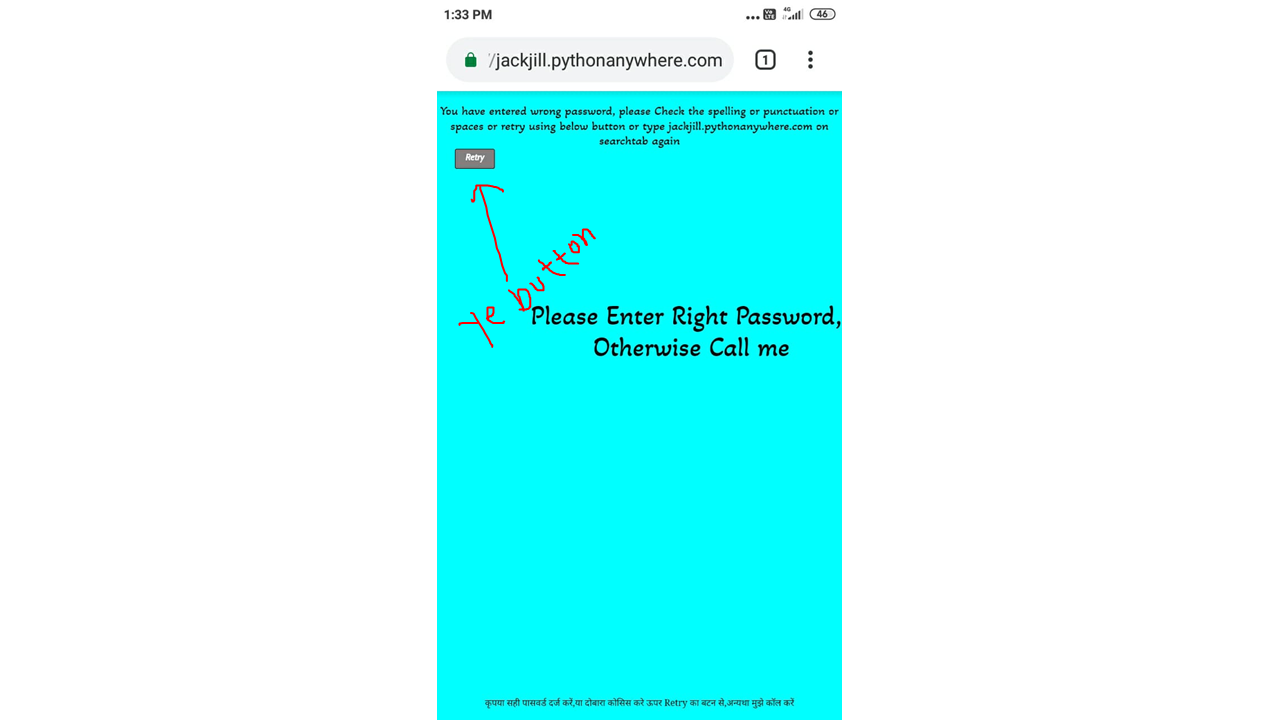 1:33 PM
4G
46
/jackjill.pythonanywhere.com
1
You have entered wrong password, please Check the spelling or punctuation or
spaces or retry using below button or type jackjill.pythonanywhere.com on
searchtab again
Retry
ye button
Please Enter Right Password,
Otherwise Call me
कृपया सही पासवर्ड दर्ज करें,या दोबारा कोसिस करे ऊपर Retry का बटन से,अन्यथा मुझे कॉल करें